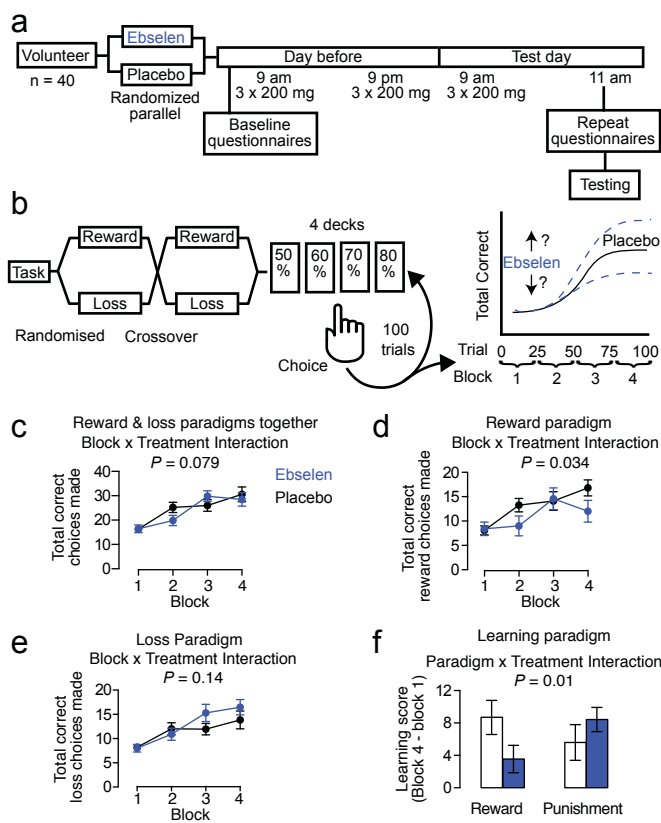 a
Volunteer
n = 40
Ebselen
Placebo
Randomized
parallel
Day before
Test day
9 am
3 x 200 mg
9 pm
3 x 200 mg
9 am
3 x 200 mg
11 am
Baseline
questionnaires
Repeat
questionnaires
Testing
b
Task
Reward
Reward
Loss
Loss
Randomised
Crossover
4 decks
50
%
60
%
70
%
80
%
Choice
100
trials
Total Correct
?
Ebselen
?
Placebo
Trial
0 25 50 75 100
Block
1 2 3 4
c
Reward & loss paradigms together
Block x Treatment Interaction
P = 0.079
Ebselen
Placebo
Total correct
choices made
40
30
20
10
0
1 2 3 4
Block
d
Reward paradigm
Block x Treatment Interaction
P = 0.034
Total correct
reward choices made
20
15
10
5
0
1 2 3 4
Block
e
Loss Paradigm
Block x Treatment Interaction
P = 0.14
Total correct
loss choices made
20
15
10
5
0
1 2 3 4
Block
f
Learning paradigm
Paradigm x Treatment Interaction
P = 0.01
Learning score
(Block 4 - block 1)
12
8
4
0
Reward
Punishment